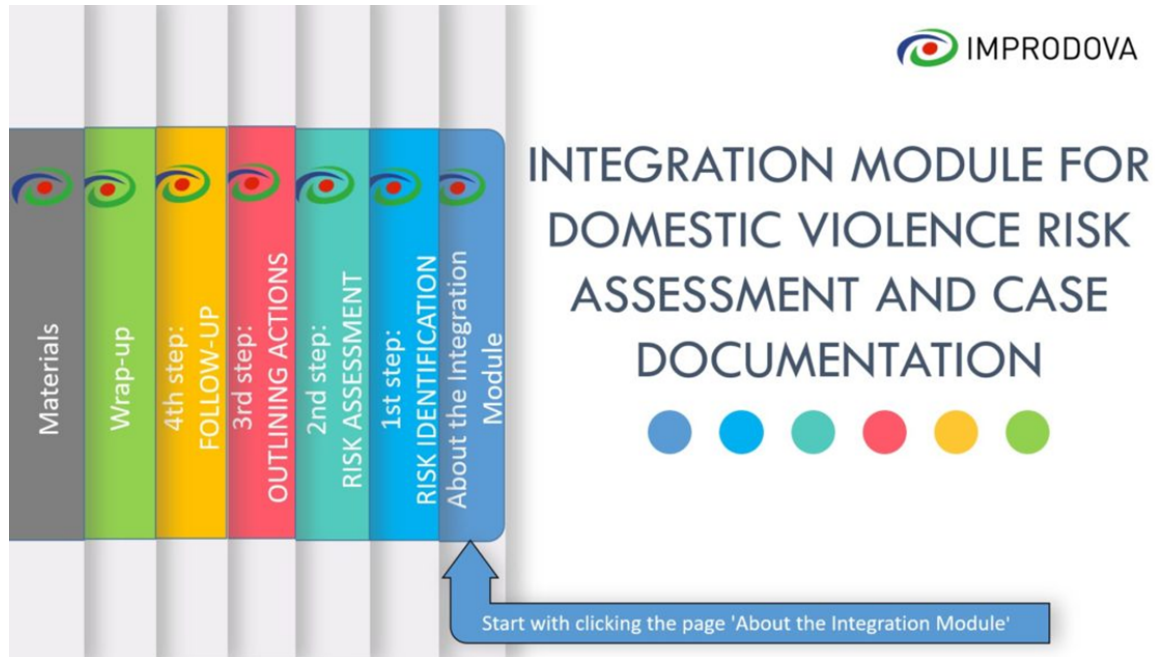 IMPRODOVA
INTEGRATION MODULE FOR
DOMESTIC VIOLENCE RISK
ASSESSMENT AND CASE
DOCUMENTATION
Materials
Wrap-up
4th step:
FOLLOW-UP
3rd step:
OUTLINING ACTIONS
2nd step:
RISK ASSESSMENT
1st step:
RISK IDENTIFICATION
About the Integration
Module
Start with clicking the page 'About the Integration Module'